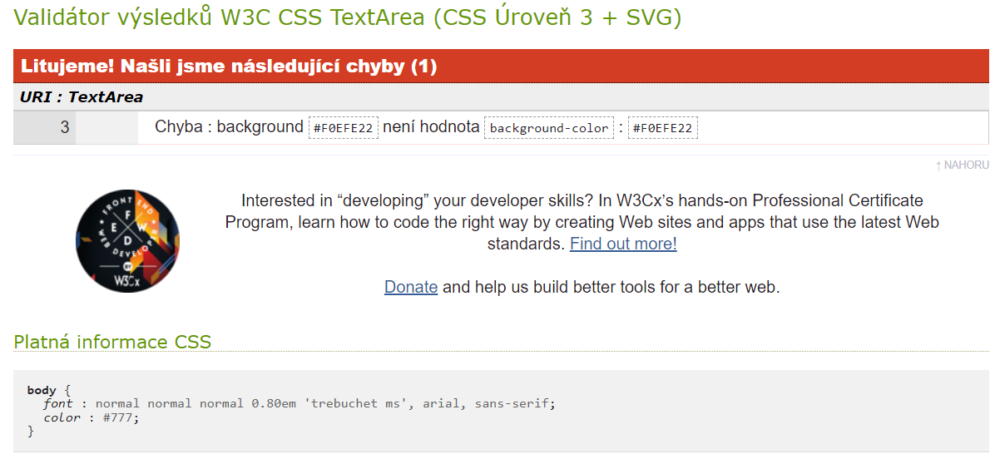 Validátor výsledků W3C CSS TextArea (CSS Úroveň 3 + SVG)
Litujeme! Našli jsme následující chyby (1)
URI : TextArea
3 Chyba : background #F0EFE22 není hodnota background-color : #F0EFE22
↑ NAHORU
FRONT END
WEB DEVELOPER
F
E W
D
BY
W3Cx
Interested in “developing” your developer skills? In W3Cx’s hands-on Professional Certificate
Program, learn how to code the right way by creating Web sites and apps that use the latest Web
standards. Find out more!
Donate and help us build better tools for a better web.
Platná informace CSS
body {
font : normal normal normal 0.80em 'trebuchet ms', arial, sans-serif;
color : #777;
}